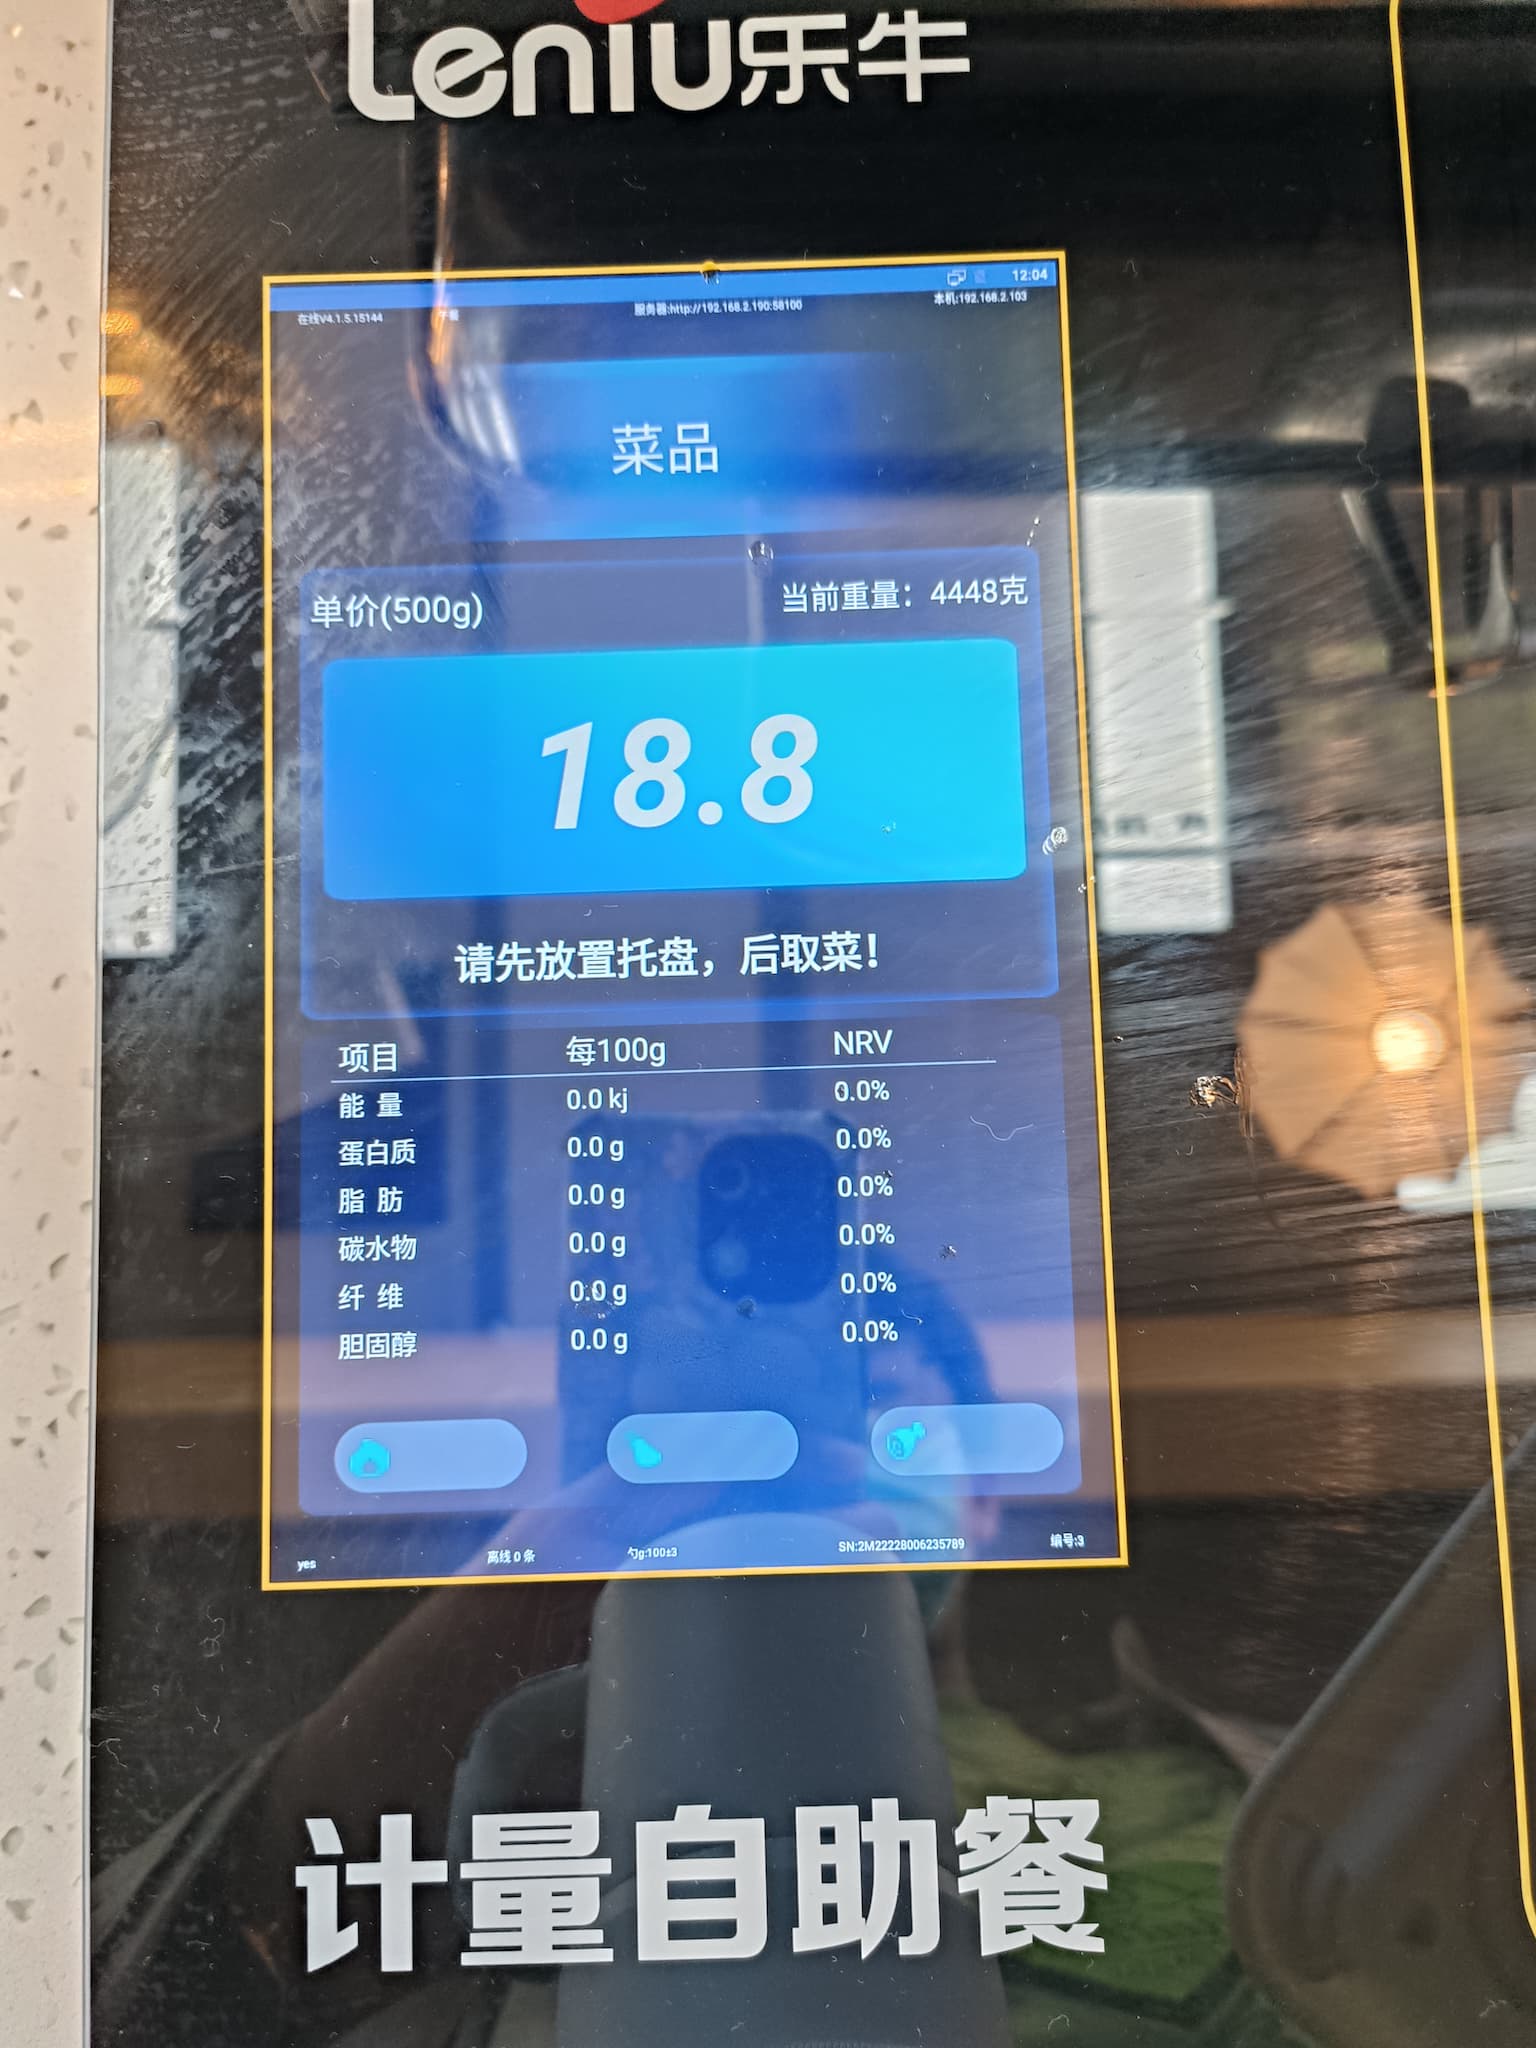 Leniu乐牛
12:04
在线V4.1.5.15144
服务器:http://192.168.2.190:58100
本机:192.168.2.103
菜品
单价(500g)
当前重量：4448克
18.8
请先放置托盘，后取菜！
项目 每100g NRV
能 量 0.0 kj 0.0%
蛋白质 0.0 g 0.0%
脂 肪 0.0 g 0.0%
碳水物 0.0 g 0.0%
纤 维 0.0 g 0.0%
胆固醇 0.0 g 0.0%
yes 离线 0 条 勺g:100±3 SN:2M22228006235789 编号:3
计量自助餐